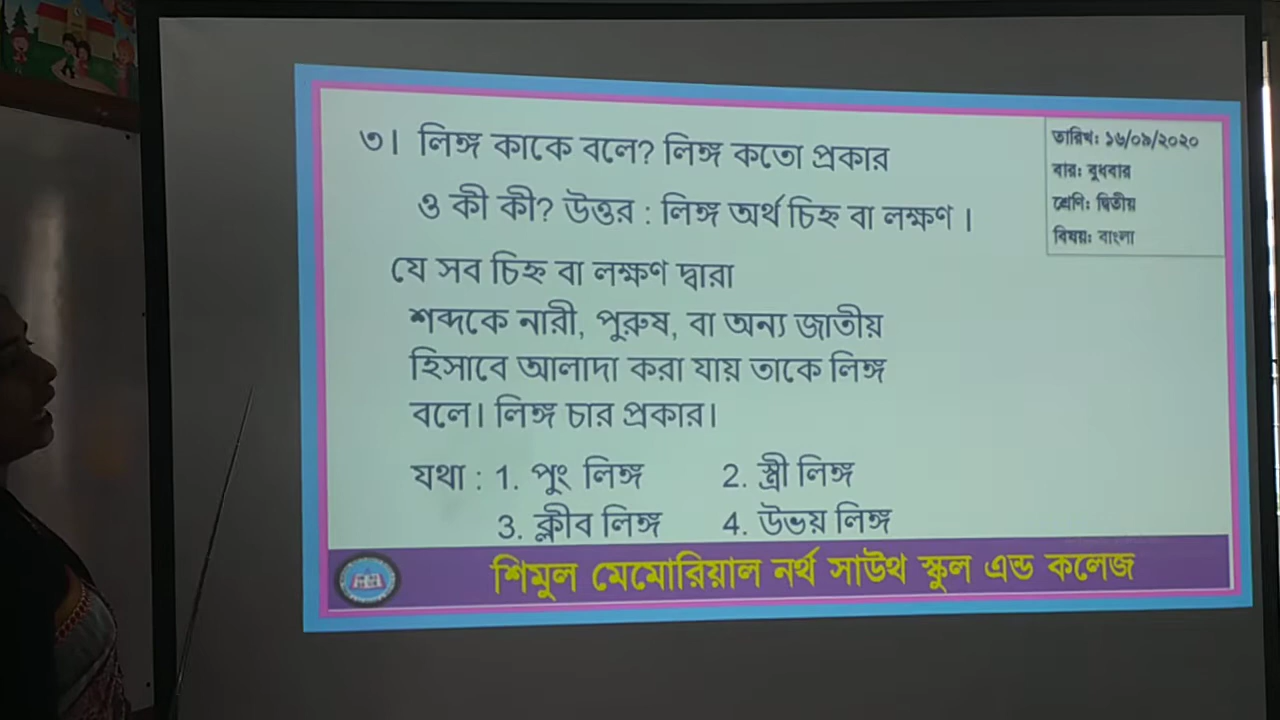 ৩। লিঙ্গ কাকে বলে? লিঙ্গ কতো প্রকার
ও কী কী? উত্তর : লিঙ্গ অর্থ চিহ্ন বা লক্ষণ ।
যে সব চিহ্ন বা লক্ষণ দ্বারা
শব্দকে নারী, পুরুষ, বা অন্য জাতীয়
হিসাবে আলাদা করা যায় তাকে লিঙ্গ
বলে। লিঙ্গ চার প্রকার।
যথা : 1. পুং লিঙ্গ 2. স্ত্রী লিঙ্গ
3. ক্লীব লিঙ্গ 4. উভয় লিঙ্গ
তারিখ: ১৬/০৯/২০২০
বার: বুধবার
শ্রেণি: দ্বিতীয়
বিষয়: বাংলা
শিমুল মেমোরিয়াল নর্থ সাউথ স্কুল এন্ড কলেজ